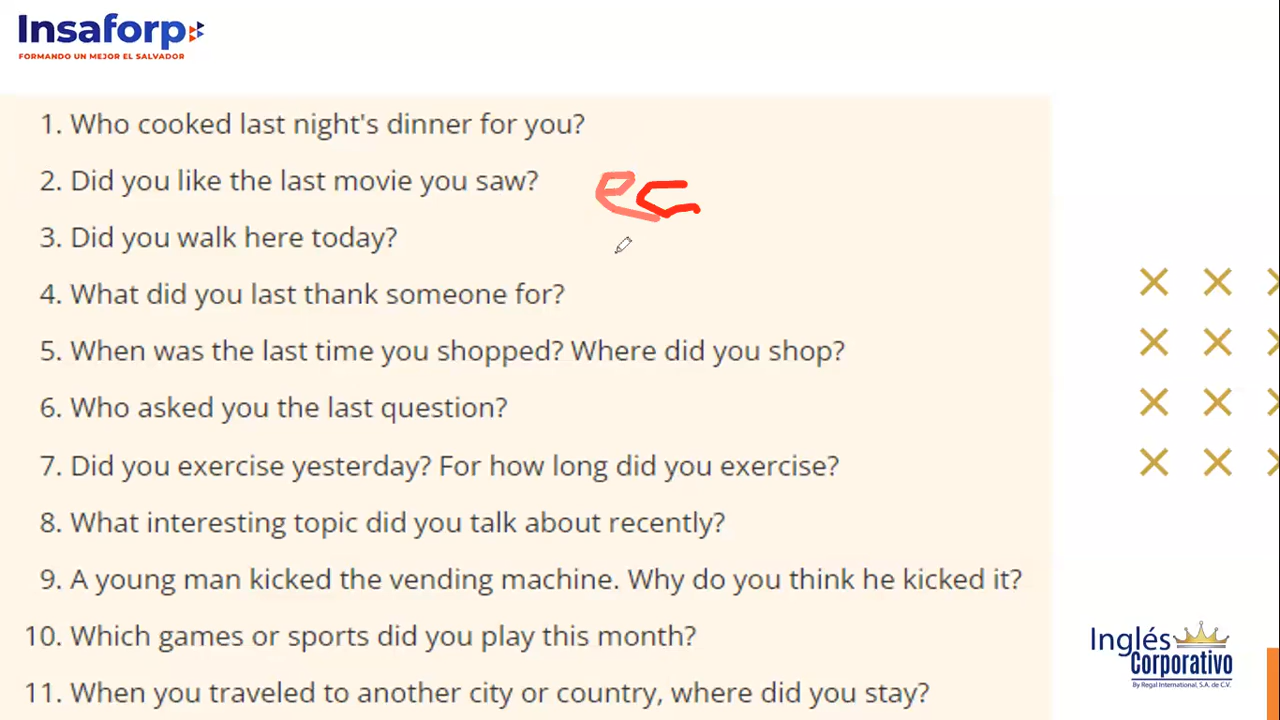 Insaforp
FORMANDO UN MEJOR EL SALVADOR
1. Who cooked last night's dinner for you?
2. Did you like the last movie you saw?
ec
3. Did you walk here today?
4. What did you last thank someone for?
5. When was the last time you shopped? Where did you shop?
6. Who asked you the last question?
7. Did you exercise yesterday? For how long did you exercise?
8. What interesting topic did you talk about recently?
9. A young man kicked the vending machine. Why do you think he kicked it?
10. Which games or sports did you play this month?
11. When you traveled to another city or country, where did you stay?
Inglés
Corporativo
By Regal International, S.A. de C.V.